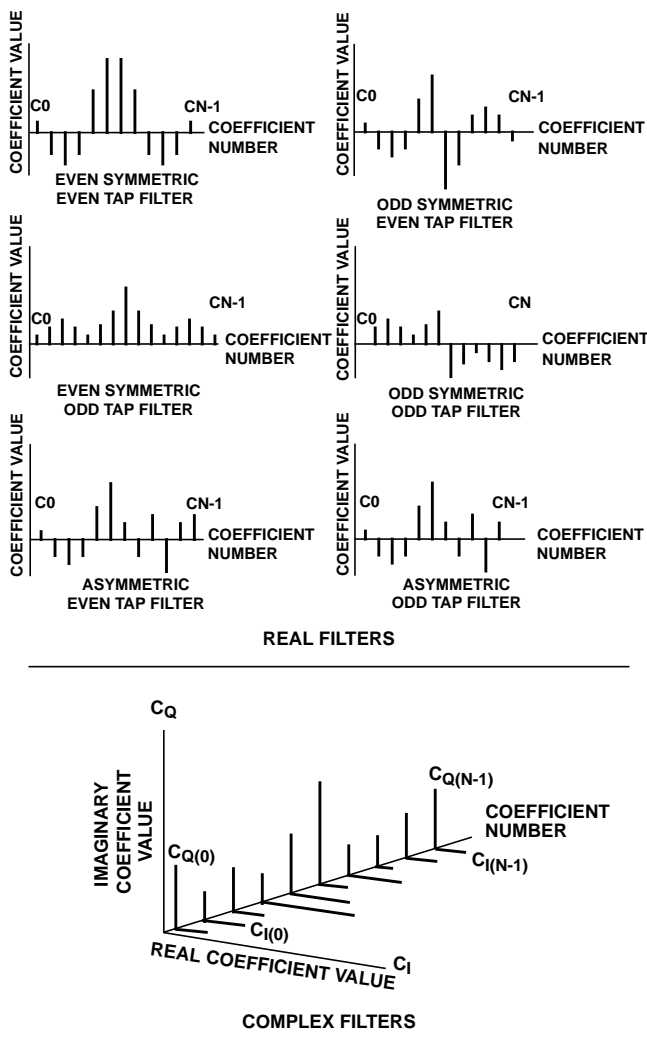 COEFFICIENT VALUE
C0
CN-1
COEFFICIENT
NUMBER
EVEN SYMMETRIC
EVEN TAP FILTER
COEFFICIENT VALUE
C0
CN-1
COEFFICIENT
NUMBER
ODD SYMMETRIC
EVEN TAP FILTER
COEFFICIENT VALUE
C0
CN-1
COEFFICIENT
NUMBER
EVEN SYMMETRIC
ODD TAP FILTER
COEFFICIENT VALUE
C0
CN
COEFFICIENT
NUMBER
ODD SYMMETRIC
ODD TAP FILTER
COEFFICIENT VALUE
C0
CN-1
COEFFICIENT
NUMBER
ASYMMETRIC
EVEN TAP FILTER
COEFFICIENT VALUE
C0
CN-1
COEFFICIENT
NUMBER
ASYMMETRIC
ODD TAP FILTER
REAL FILTERS
CQ
IMAGINARY
COEFFICIENT
VALUE
CQ(0)
CQ(N-1)
COEFFICIENT
NUMBER
CI(N-1)
CI(0)
REAL COEFFICIENT VALUE
CI
COMPLEX FILTERS